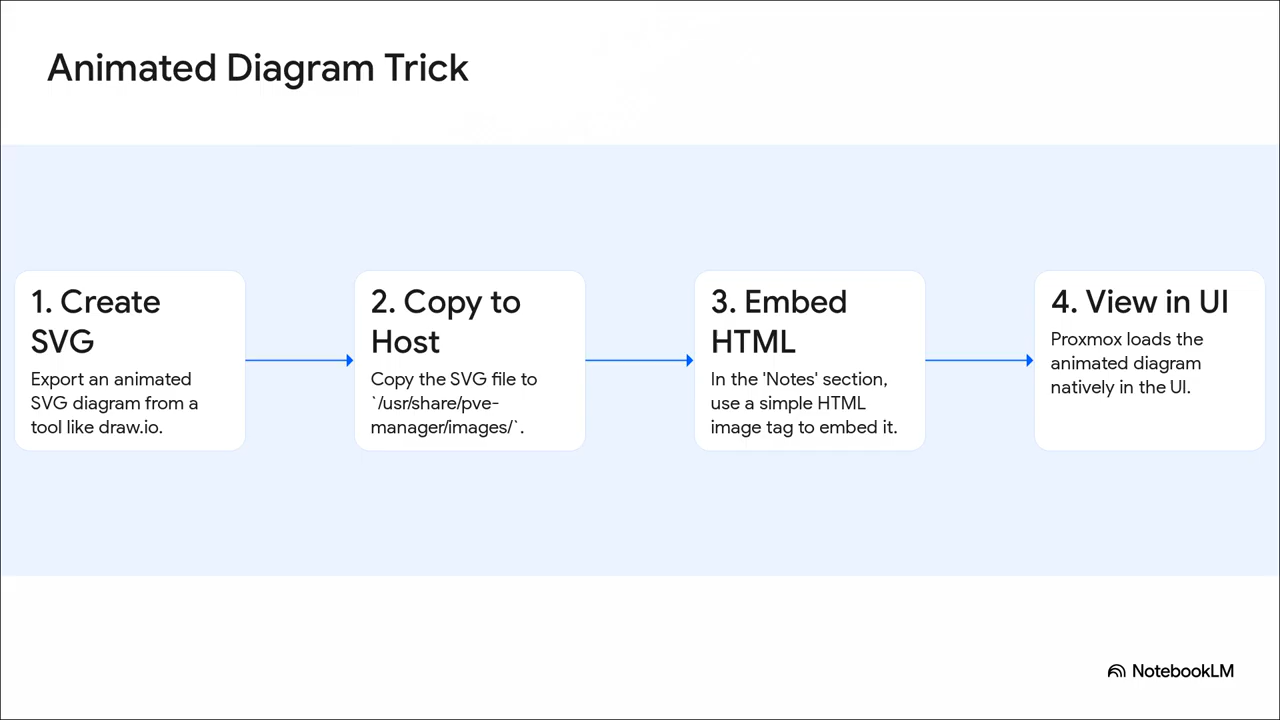 Animated Diagram Trick
1. Create
SVG
Export an animated
SVG diagram from a
tool like draw.io.
2. Copy to
Host
Copy the SVG file to
`/usr/share/pve-
manager/images/`.
3. Embed
HTML
In the 'Notes' section,
use a simple HTML
image tag to embed it.
4. View in UI
Proxmox loads the
animated diagram
natively in the UI.
NotebookLM